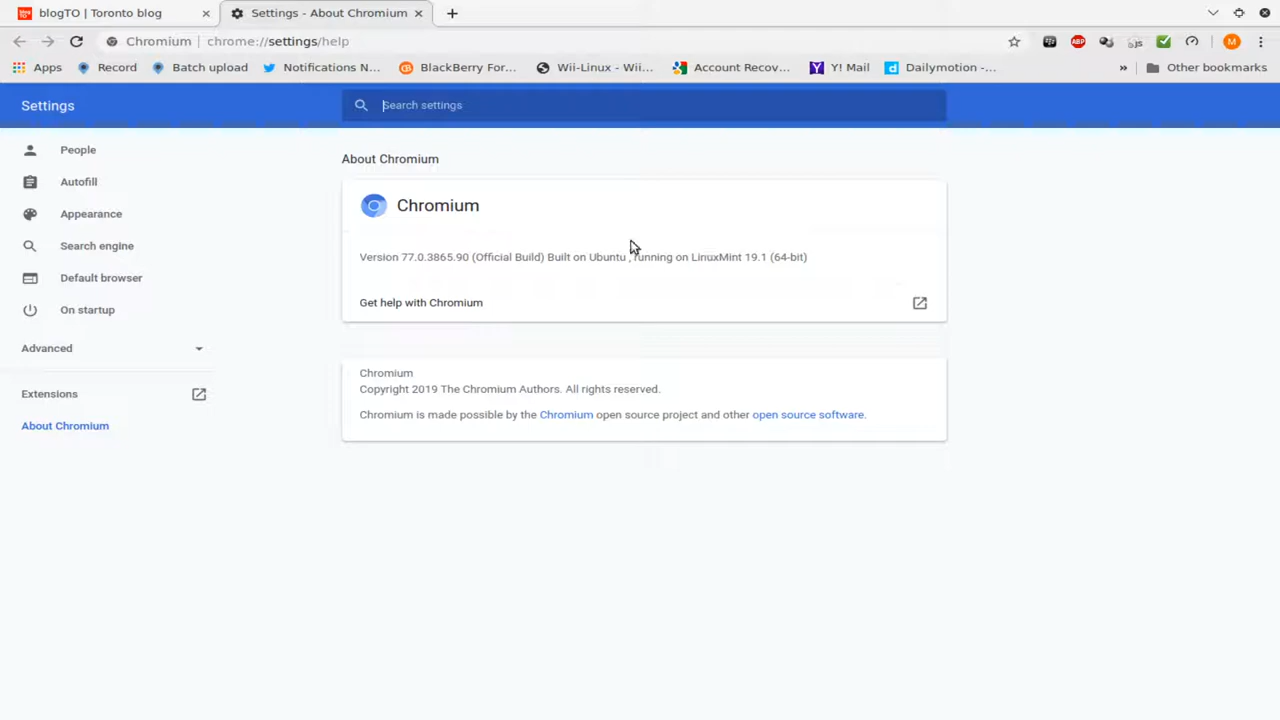 blogTO | Toronto blog
Settings - About Chromium
Chromium | chrome://settings/help
ABP
js
M
Apps
Record
Batch upload
Notifications N...
BlackBerry For...
Wii-Linux - Wii...
Account Recov...
Y! Mail
Dailymotion -...
»
Other bookmarks
Settings
Search settings
People
Autofill
Appearance
Search engine
Default browser
On startup
Advanced
Extensions
About Chromium
About Chromium
Chromium
Version 77.0.3865.90 (Official Build) Built on Ubuntu , running on LinuxMint 19.1 (64-bit)
Get help with Chromium
Chromium
Copyright 2019 The Chromium Authors. All rights reserved.
Chromium is made possible by the Chromium open source project and other open source software.